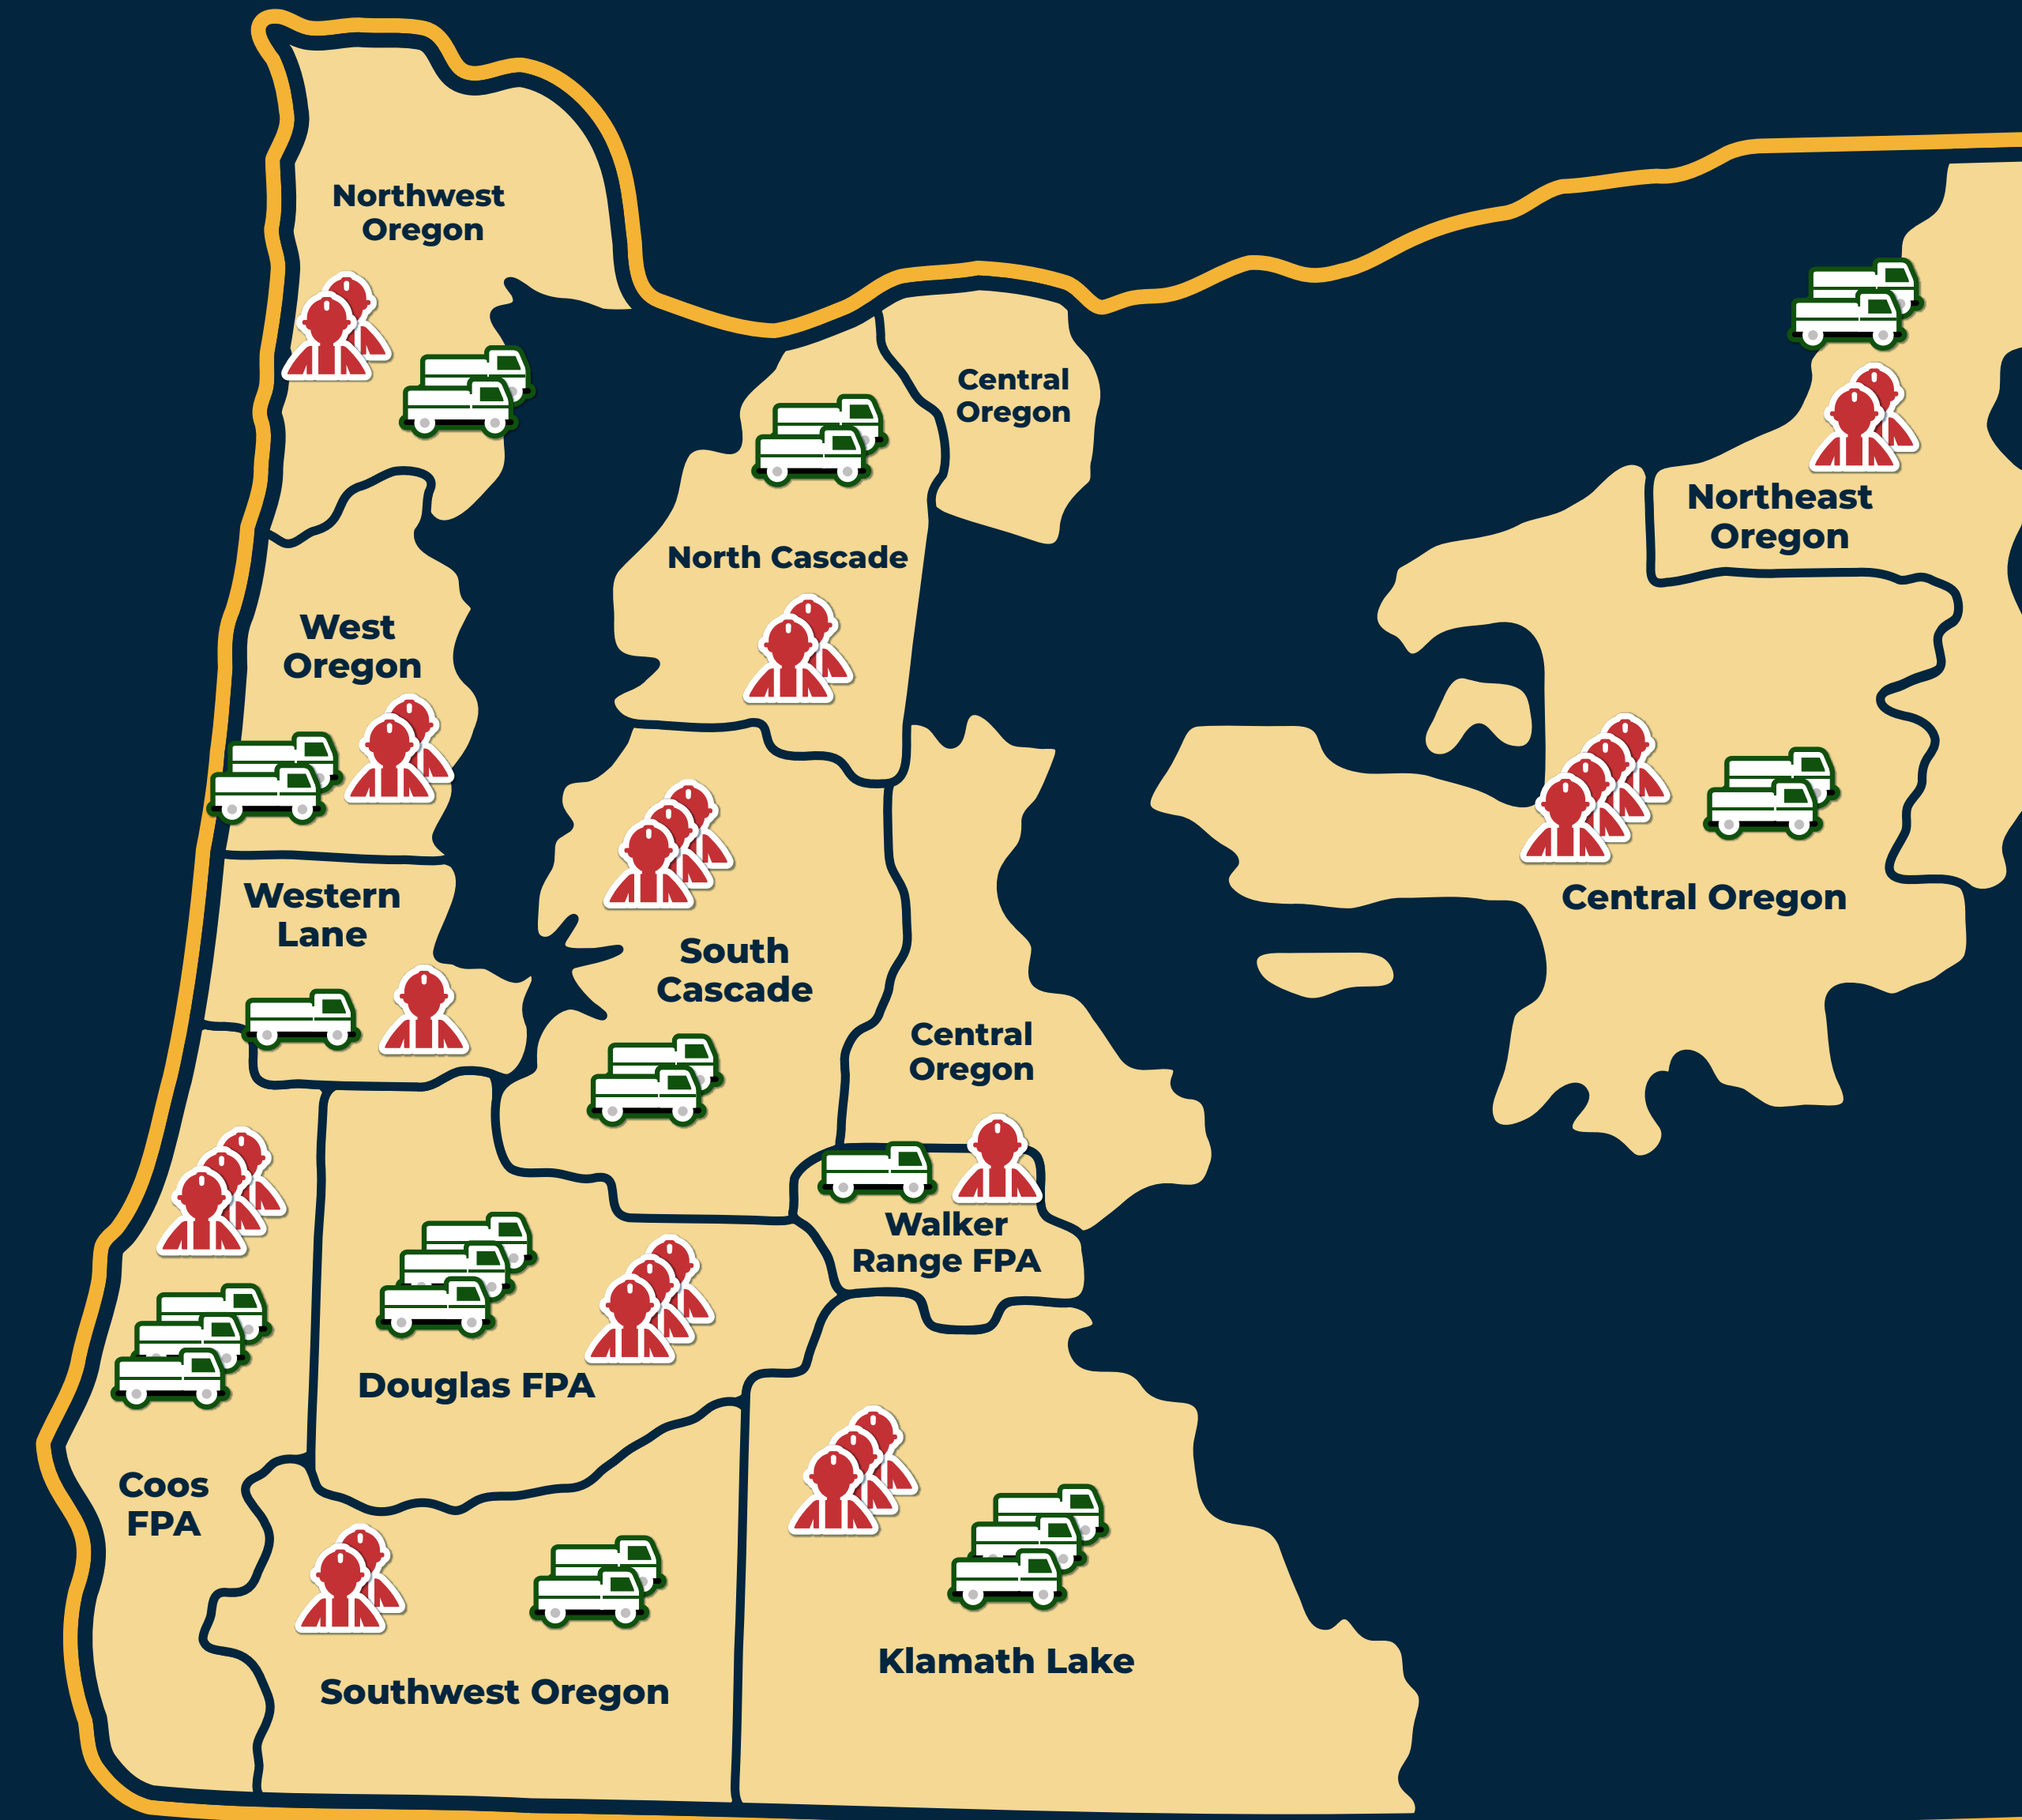 Northwest
Oregon
Central
Oregon
Northeast
Oregon
North Cascade
West
Oregon
Western
Lane
Central Oregon
South
Cascade
Central
Oregon
Walker
Range FPA
Douglas FPA
Coos
FPA
Klamath Lake
Southwest Oregon